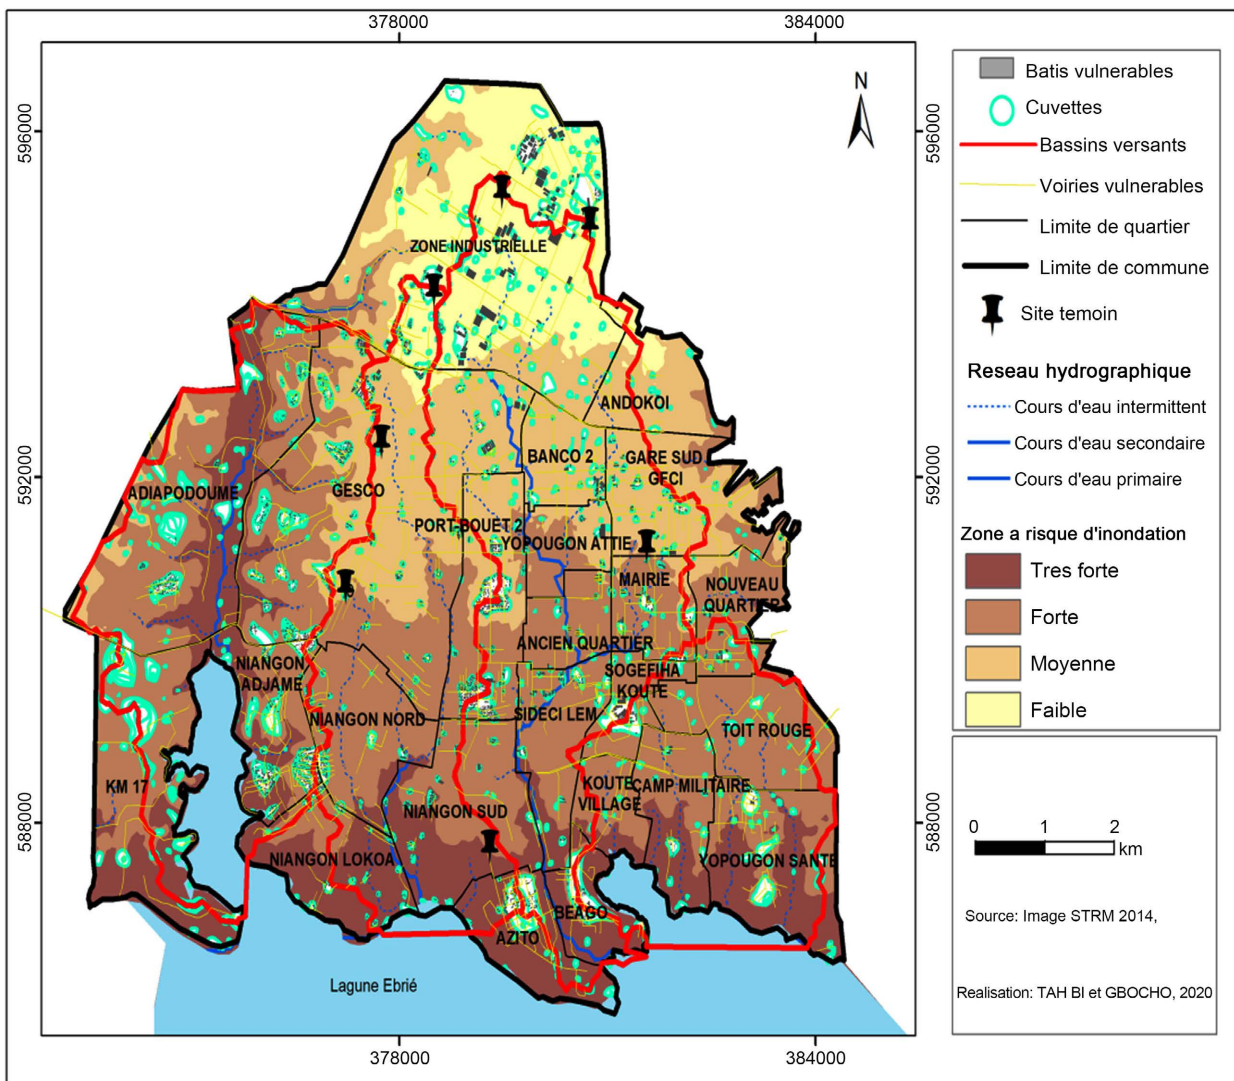 378000
384000
596000
596000
592000
592000
588000
588000
378000
384000
N
ZONE INDUSTRIELLE
ANDOKOI
BANCO 2
GARE SUD
GFCI
ADIAPODOUME
GESCO
PORT-BOUET 2
YOPOUGON ATTIE
MAIRIE
NOUVEAU
QUARTIER
ANCIEN QUARTIER
NIANGON
ADJAME
SOGEFIHA
KOUTE
NIANGON NORD
SIDECI LEM
TOIT ROUGE
KM 17
KOUTE
VILLAGE
CAMP MILITAIRE
NIANGON SUD
NIANGON LOKOA
YOPOUGON SANTE
BEAGO
AZITO
Lagune Ebrié
Batis vulnerables
Cuvettes
Bassins versants
Voiries vulnerables
Limite de quartier
Limite de commune
Site temoin
Reseau hydrographique
Cours d'eau intermittent
Cours d'eau secondaire
Cours d'eau primaire
Zone a risque d'inondation
Tres forte
Forte
Moyenne
Faible
0 1 2
km
Source: Image STRM 2014,
Realisation: TAH BI et GBOCHO, 2020